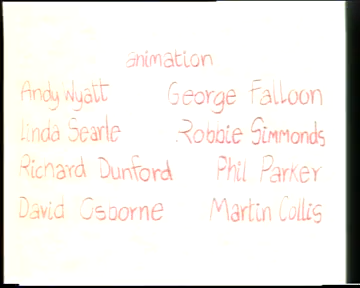 animation
Andy Wyatt George Falloon
Linda Searle Robbie Simmonds
Richard Dunford Phil Parker
David Osborne Martin Collis